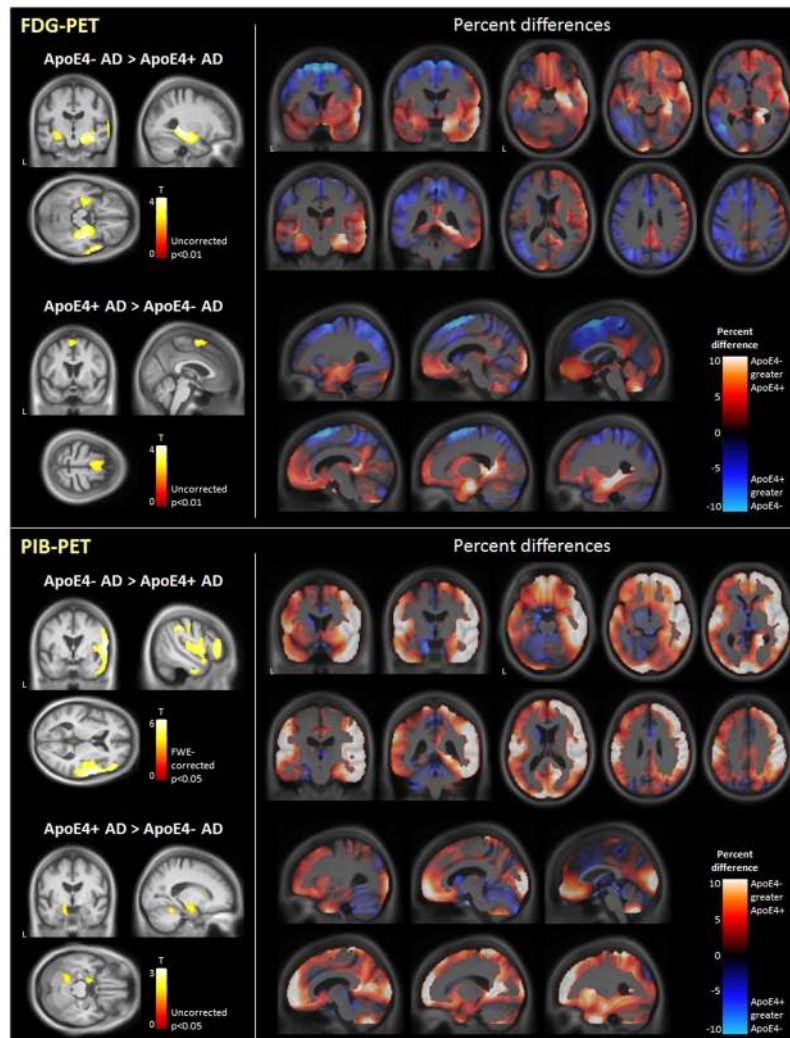 FDG-PET
Percent differences
ApoE4- AD > ApoE4+ AD
L
L
L
T
4
0
Uncorrected
p<0.01
ApoE4+ AD > ApoE4- AD
L
T
4
0
Uncorrected
p<0.01
Percent
difference
10
ApoE4-
greater
ApoE4+
5
0
-5
ApoE4+
greater
-10
ApoE4-
PIB-PET
Percent differences
ApoE4- AD > ApoE4+ AD
L
L
L
T
6
0
FWE-
corrected
p<0.05
ApoE4+ AD > ApoE4- AD
L
T
3
0
Uncorrected
p<0.05
Percent
difference
10
ApoE4-
greater
ApoE4+
5
0
-5
ApoE4+
greater
-10
ApoE4-